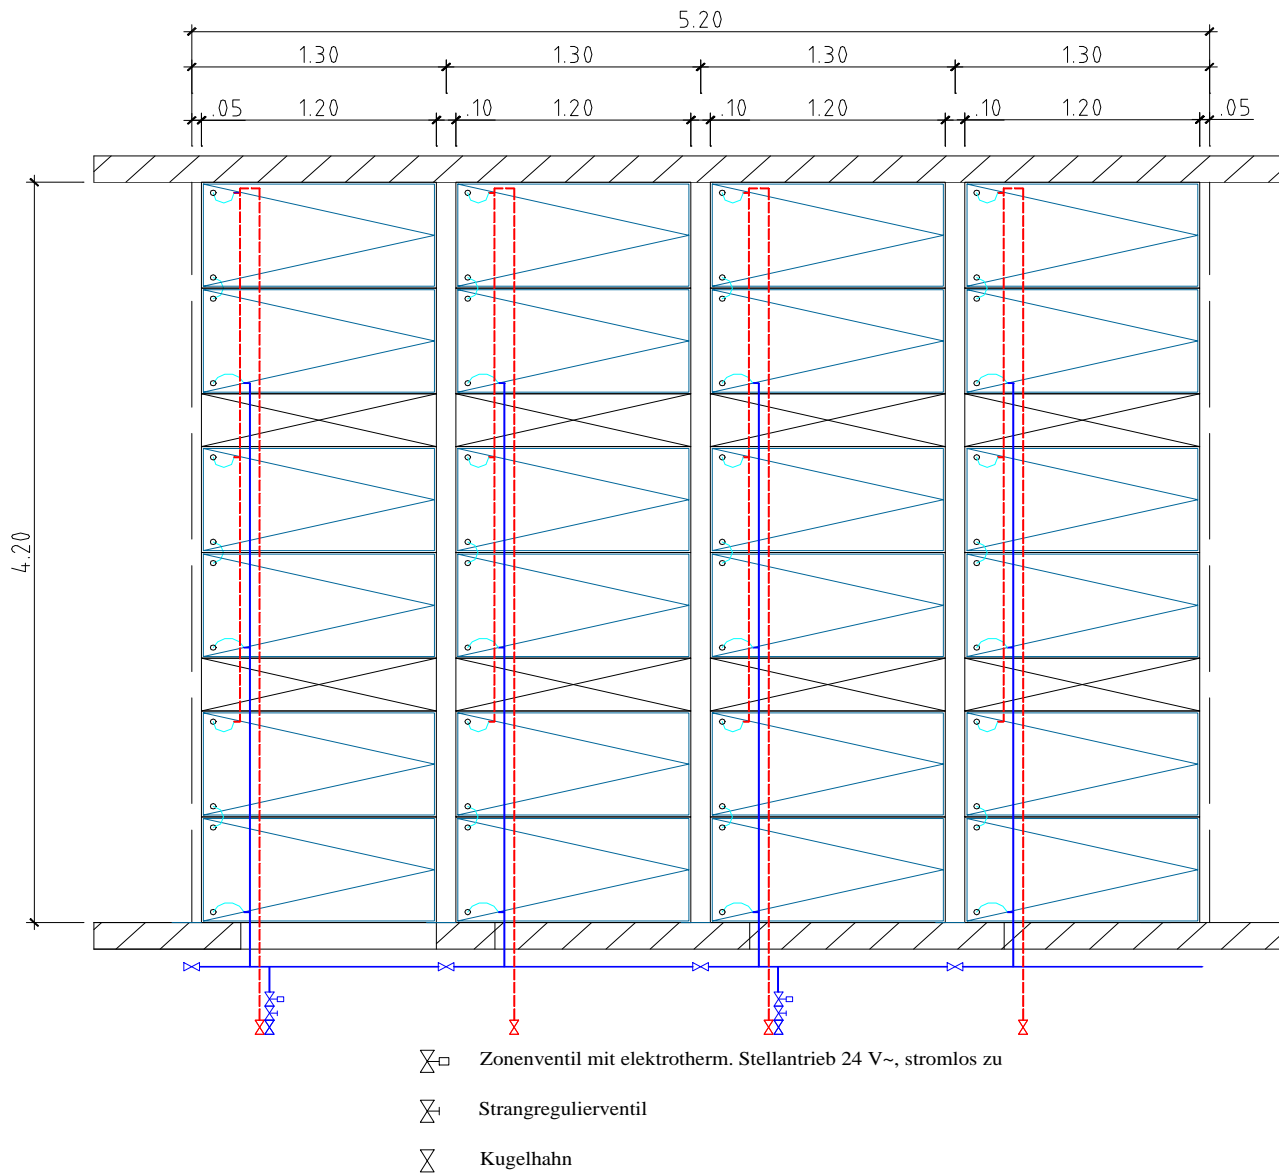 5.20
1.30 1.30 1.30 1.30
.05 1.20 .10 1.20 .10 1.20 .10 1.20 .05
4.20
Zonenventil mit elektrotherm. Stellantrieb 24 V~, stromlos zu
Strangregulierventil
Kugelhahn